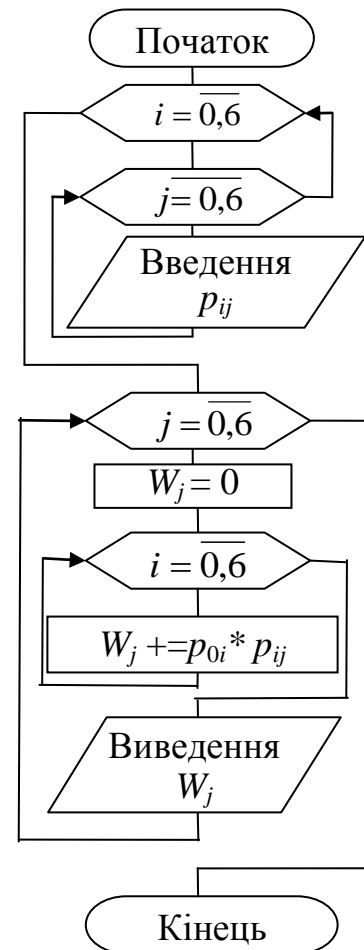 Початок
i = 0,6
j= 0,6
Введення
pij
j = 0,6
Wj = 0
i = 0,6
Wj +=p0i* pij
Виведення
Wj
Кінець